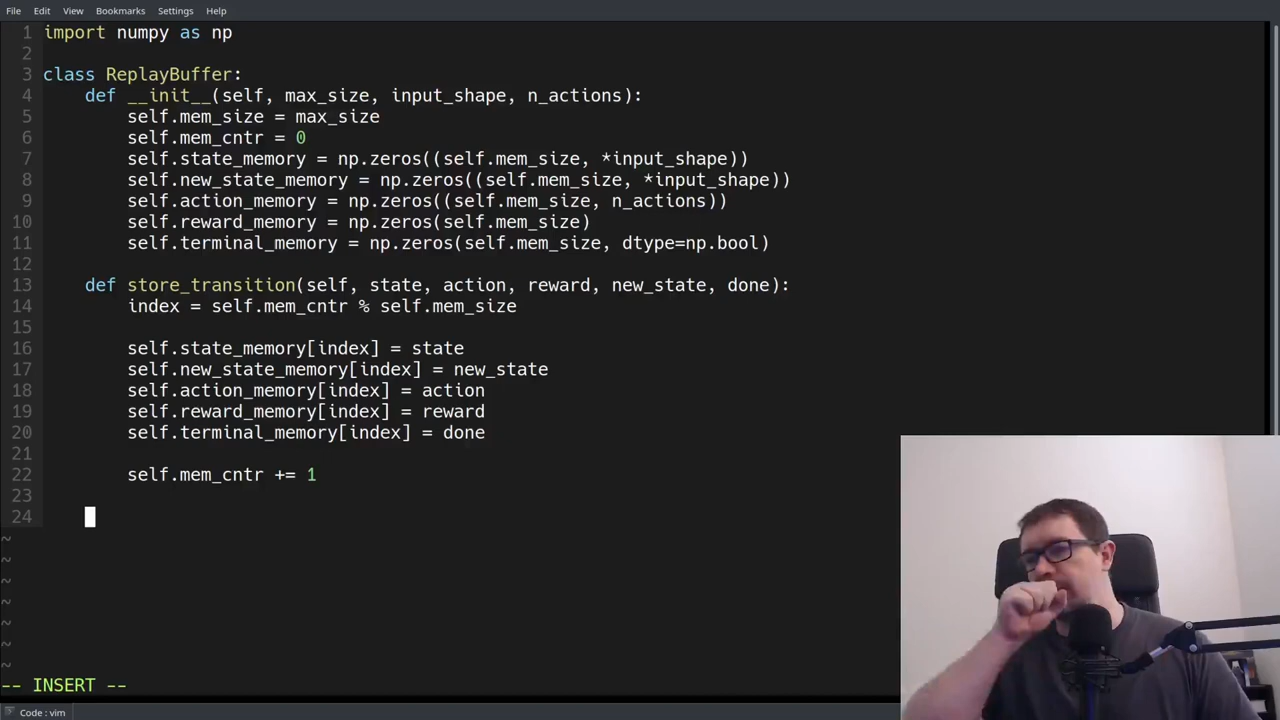 File Edit View Bookmarks Settings Help
1 import numpy as np
2
3 class ReplayBuffer:
4     def __init__(self, max_size, input_shape, n_actions):
5         self.mem_size = max_size
6         self.mem_cntr = 0
7         self.state_memory = np.zeros((self.mem_size, *input_shape))
8         self.new_state_memory = np.zeros((self.mem_size, *input_shape))
9         self.action_memory = np.zeros((self.mem_size, n_actions))
10         self.reward_memory = np.zeros(self.mem_size)
11         self.terminal_memory = np.zeros(self.mem_size, dtype=np.bool)
12
13     def store_transition(self, state, action, reward, new_state, done):
14         index = self.mem_cntr % self.mem_size
15
16         self.state_memory[index] = state
17         self.new_state_memory[index] = new_state
18         self.action_memory[index] = action
19         self.reward_memory[index] = reward
20         self.terminal_memory[index] = done
21
22         self.mem_cntr += 1
23
24
~
~
~
~
~
~
~
-- INSERT --
Code : vim